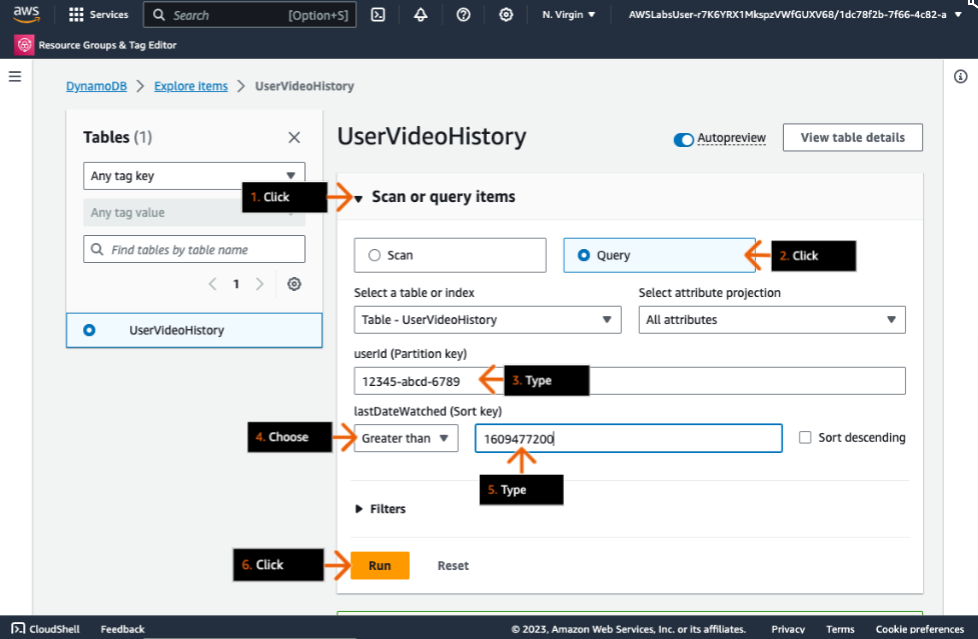 aws Services Search [Option+S] N. Virgin AWSLabsUser-r7K6YRX1MkspzVWfGUXV68/1dc78f2b-7f66-4c82-a
Resource Groups & Tag Editor
DynamoDB > Explore items > UserVideoHistory
Tables (1)
Any tag key
Any tag value
Find tables by table name
1
UserVideoHistory
UserVideoHistory
Autopreview
View table details
1. Click
Scan or query items
Scan
Query
2. Click
Select a table or index
Select attribute projection
Table - UserVideoHistory
All attributes
userId (Partition key)
12345-abcd-6789
3. Type
lastDateWatched (Sort key)
4. Choose
Greater than
1609477200
Sort descending
5. Type
Filters
6. Click
Run
Reset
CloudShell Feedback © 2023, Amazon Web Services, Inc. or its affiliates. Privacy Terms Cookie preferences